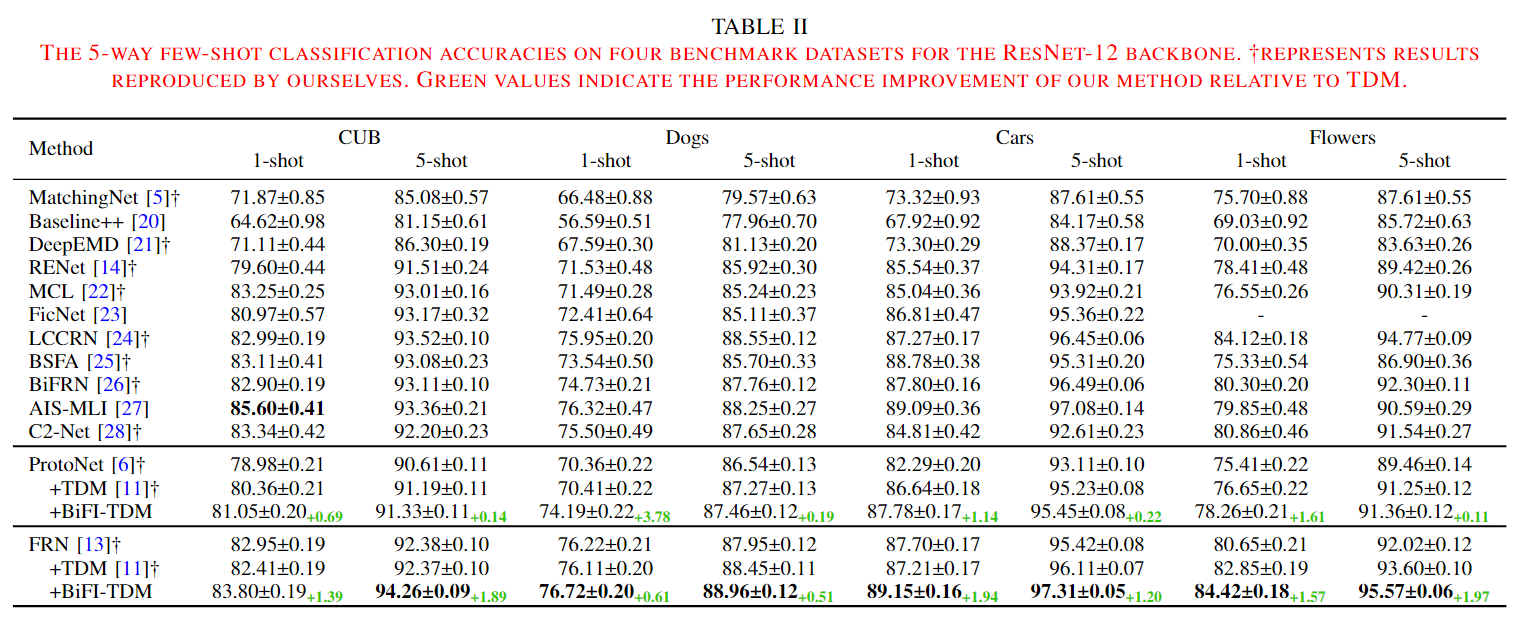 TABLE II
THE 5-WAY FEW-SHOT CLASSIFICATION ACCURACIES ON FOUR BENCHMARK DATASETS FOR THE RESNET-12 BACKBONE. †REPRESENTS RESULTS
REPRODUCED BY OURSELVES. GREEN VALUES INDICATE THE PERFORMANCE IMPROVEMENT OF OUR METHOD RELATIVE TO TDM.
Method CUB Dogs Cars Flowers
1-shot 5-shot 1-shot 5-shot 1-shot 5-shot 1-shot 5-shot
MatchingNet [5]† 71.87±0.85 85.08±0.57 66.48±0.88 79.57±0.63 73.32±0.93 87.61±0.55 75.70±0.88 87.61±0.55
Baseline++ [20] 64.62±0.98 81.15±0.61 56.59±0.51 77.96±0.70 67.92±0.92 84.17±0.58 69.03±0.92 85.72±0.63
DeepEMD [21]† 71.11±0.44 86.30±0.19 67.59±0.30 81.13±0.20 73.30±0.29 88.37±0.17 70.00±0.35 83.63±0.26
RENet [14]† 79.60±0.44 91.51±0.24 71.53±0.48 85.92±0.30 85.54±0.37 94.31±0.17 78.41±0.48 89.42±0.26
MCL [22]† 83.25±0.25 93.01±0.16 71.49±0.28 85.24±0.23 85.04±0.36 93.92±0.21 76.55±0.26 90.31±0.19
FicNet [23] 80.97±0.57 93.17±0.32 72.41±0.64 85.11±0.37 86.81±0.47 95.36±0.22 - -
LCCRN [24]† 82.99±0.19 93.52±0.10 75.95±0.20 88.55±0.12 87.27±0.17 96.45±0.06 84.12±0.18 94.77±0.09
BSFA [25]† 83.11±0.41 93.08±0.23 73.54±0.50 85.70±0.33 88.78±0.38 95.31±0.20 75.33±0.54 86.90±0.36
BiFRN [26]† 82.90±0.19 93.11±0.10 74.73±0.21 87.76±0.12 87.80±0.16 96.49±0.06 80.30±0.20 92.30±0.11
AIS-MLI [27] 85.60±0.41 93.36±0.21 76.32±0.47 88.25±0.27 89.09±0.36 97.08±0.14 79.85±0.48 90.59±0.29
C2-Net [28]† 83.34±0.42 92.20±0.23 75.50±0.49 87.65±0.28 84.81±0.42 92.61±0.23 80.86±0.46 91.54±0.27
ProtoNet [6]† 78.98±0.21 90.61±0.11 70.36±0.22 86.54±0.13 82.29±0.20 93.11±0.10 75.41±0.22 89.46±0.14
+TDM [11]† 80.36±0.21 91.19±0.11 70.41±0.22 87.27±0.13 86.64±0.18 95.23±0.08 76.65±0.22 91.25±0.12
+BiFI-TDM 81.05±0.20+0.69 91.33±0.11+0.14 74.19±0.22+3.78 87.46±0.12+0.19 87.78±0.17+1.14 95.45±0.08+0.22 78.26±0.21+1.61 91.36±0.12+0.11
FRN [13]† 82.95±0.19 92.38±0.10 76.22±0.21 87.95±0.12 87.70±0.17 95.42±0.08 80.65±0.21 92.02±0.12
+TDM [11]† 82.41±0.19 92.37±0.10 76.11±0.20 88.45±0.11 87.21±0.17 96.11±0.07 82.85±0.19 93.60±0.10
+BiFI-TDM 83.80±0.19+1.39 94.26±0.09+1.89 76.72±0.20+0.61 88.96±0.12+0.51 89.15±0.16+1.94 97.31±0.05+1.20 84.42±0.18+1.57 95.57±0.06+1.97